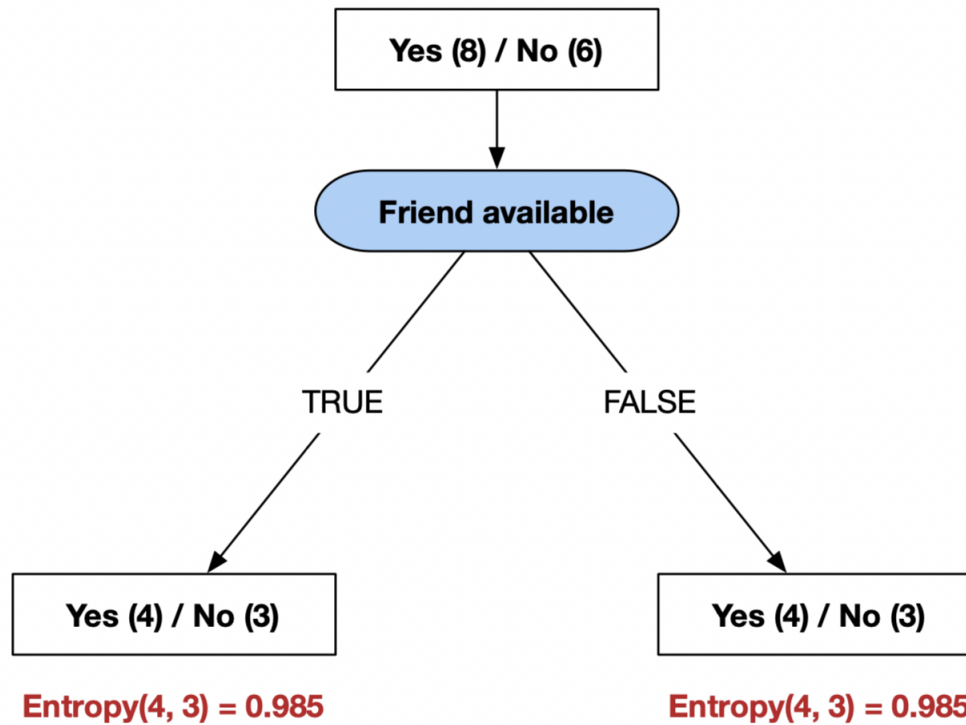 Yes (8) / No (6)
Friend available
TRUE
FALSE
Yes (4) / No (3)
Yes (4) / No (3)
Entropy(4, 3) = 0.985
Entropy(4, 3) = 0.985